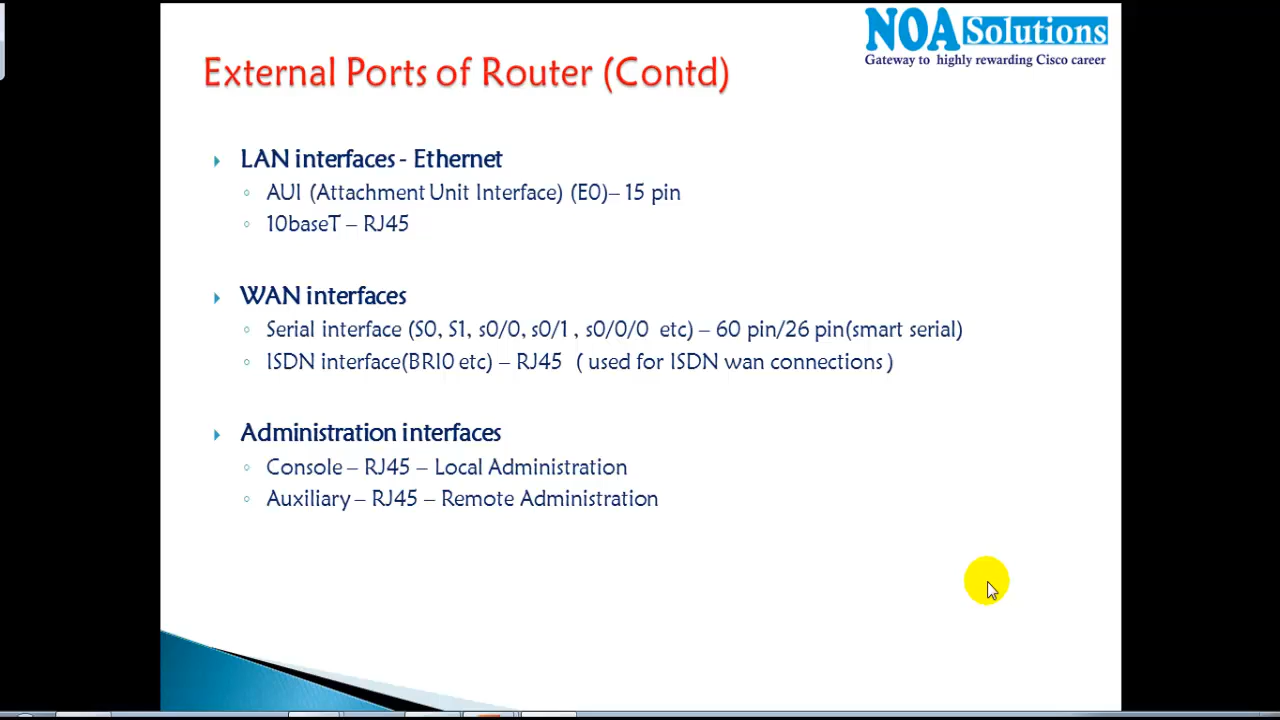 NOA Solutions
Gateway to highly rewarding Cisco career
External Ports of Router (Contd)
LAN interfaces - Ethernet
AUI (Attachment Unit Interface) (E0)– 15 pin
10baseT – RJ45
WAN interfaces
Serial interface (S0, S1, s0/0, s0/1 , s0/0/0 etc) – 60 pin/26 pin(smart serial)
ISDN interface(BRI0 etc) – RJ45 ( used for ISDN wan connections )
Administration interfaces
Console – RJ45 – Local Administration
Auxiliary – RJ45 – Remote Administration